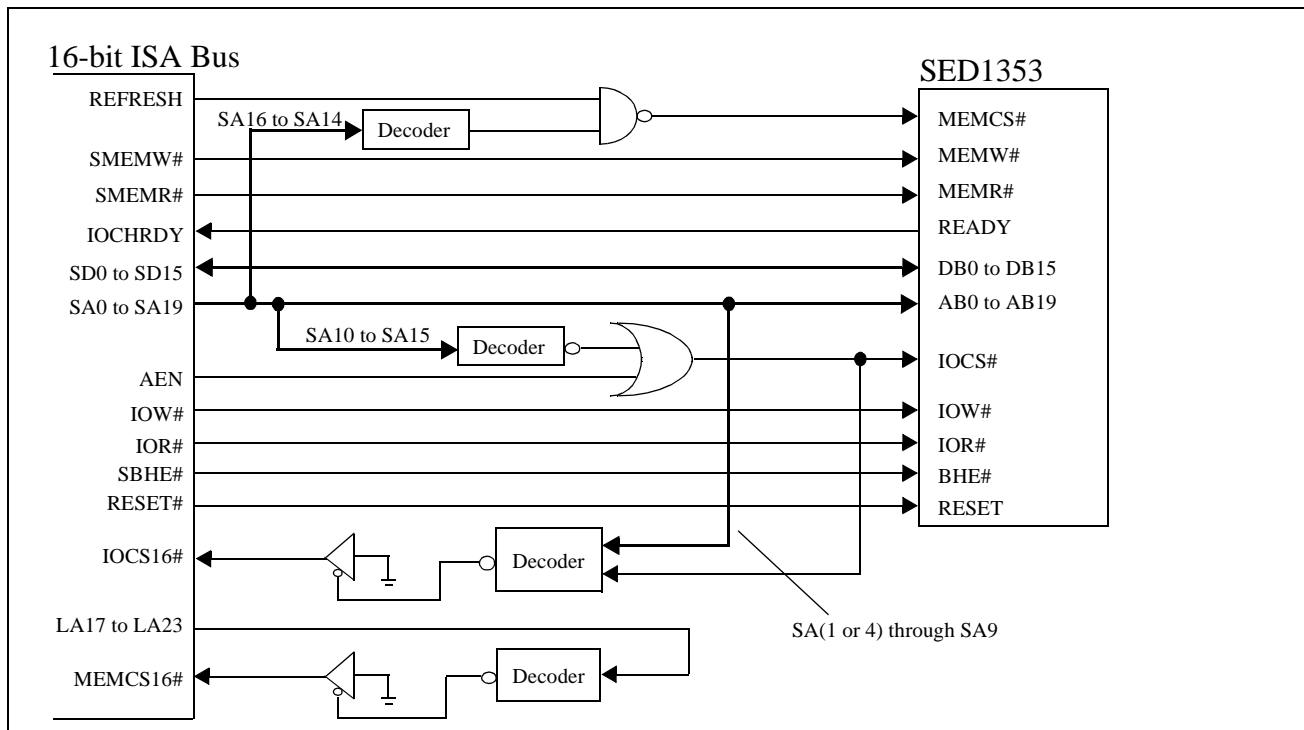 16-bit ISA Bus
SED1353
REFRESH
SA16 to SA14
Decoder
MEMCS#
SMEMW#
MEMW#
SMEMR#
MEMR#
IOCHRDY
READY
SD0 to SD15
DB0 to DB15
SA0 to SA19
AB0 to AB19
SA10 to SA15
Decoder
IOCS#
AEN
IOW#
IOW#
IOR#
IOR#
SBHE#
BHE#
RESET#
RESET
IOCS16#
Decoder
LA17 to LA23
SA(1 or 4) through SA9
MEMCS16#
Decoder